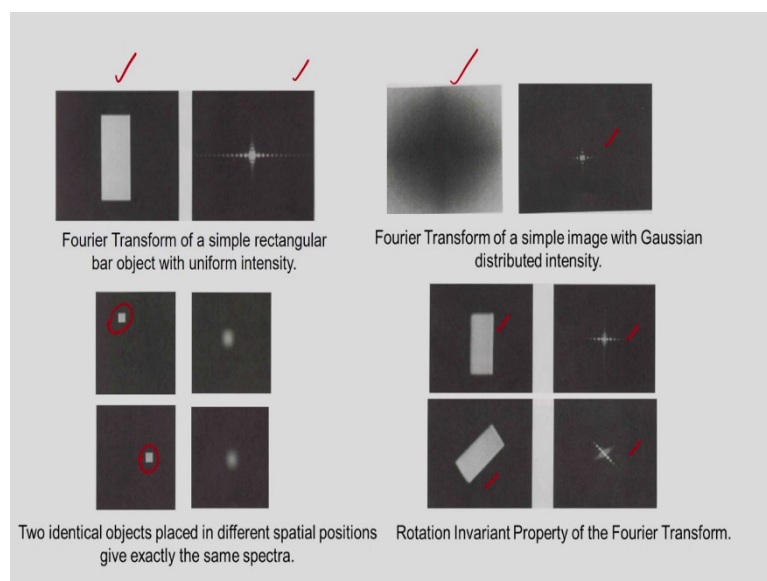 Fourier Transform of a simple rectangular
bar object with uniform intensity.
Fourier Transform of a simple image with Gaussian
distributed intensity.
Two identical objects placed in different spatial positions
give exactly the same spectra.
Rotation Invariant Property of the Fourier Transform.